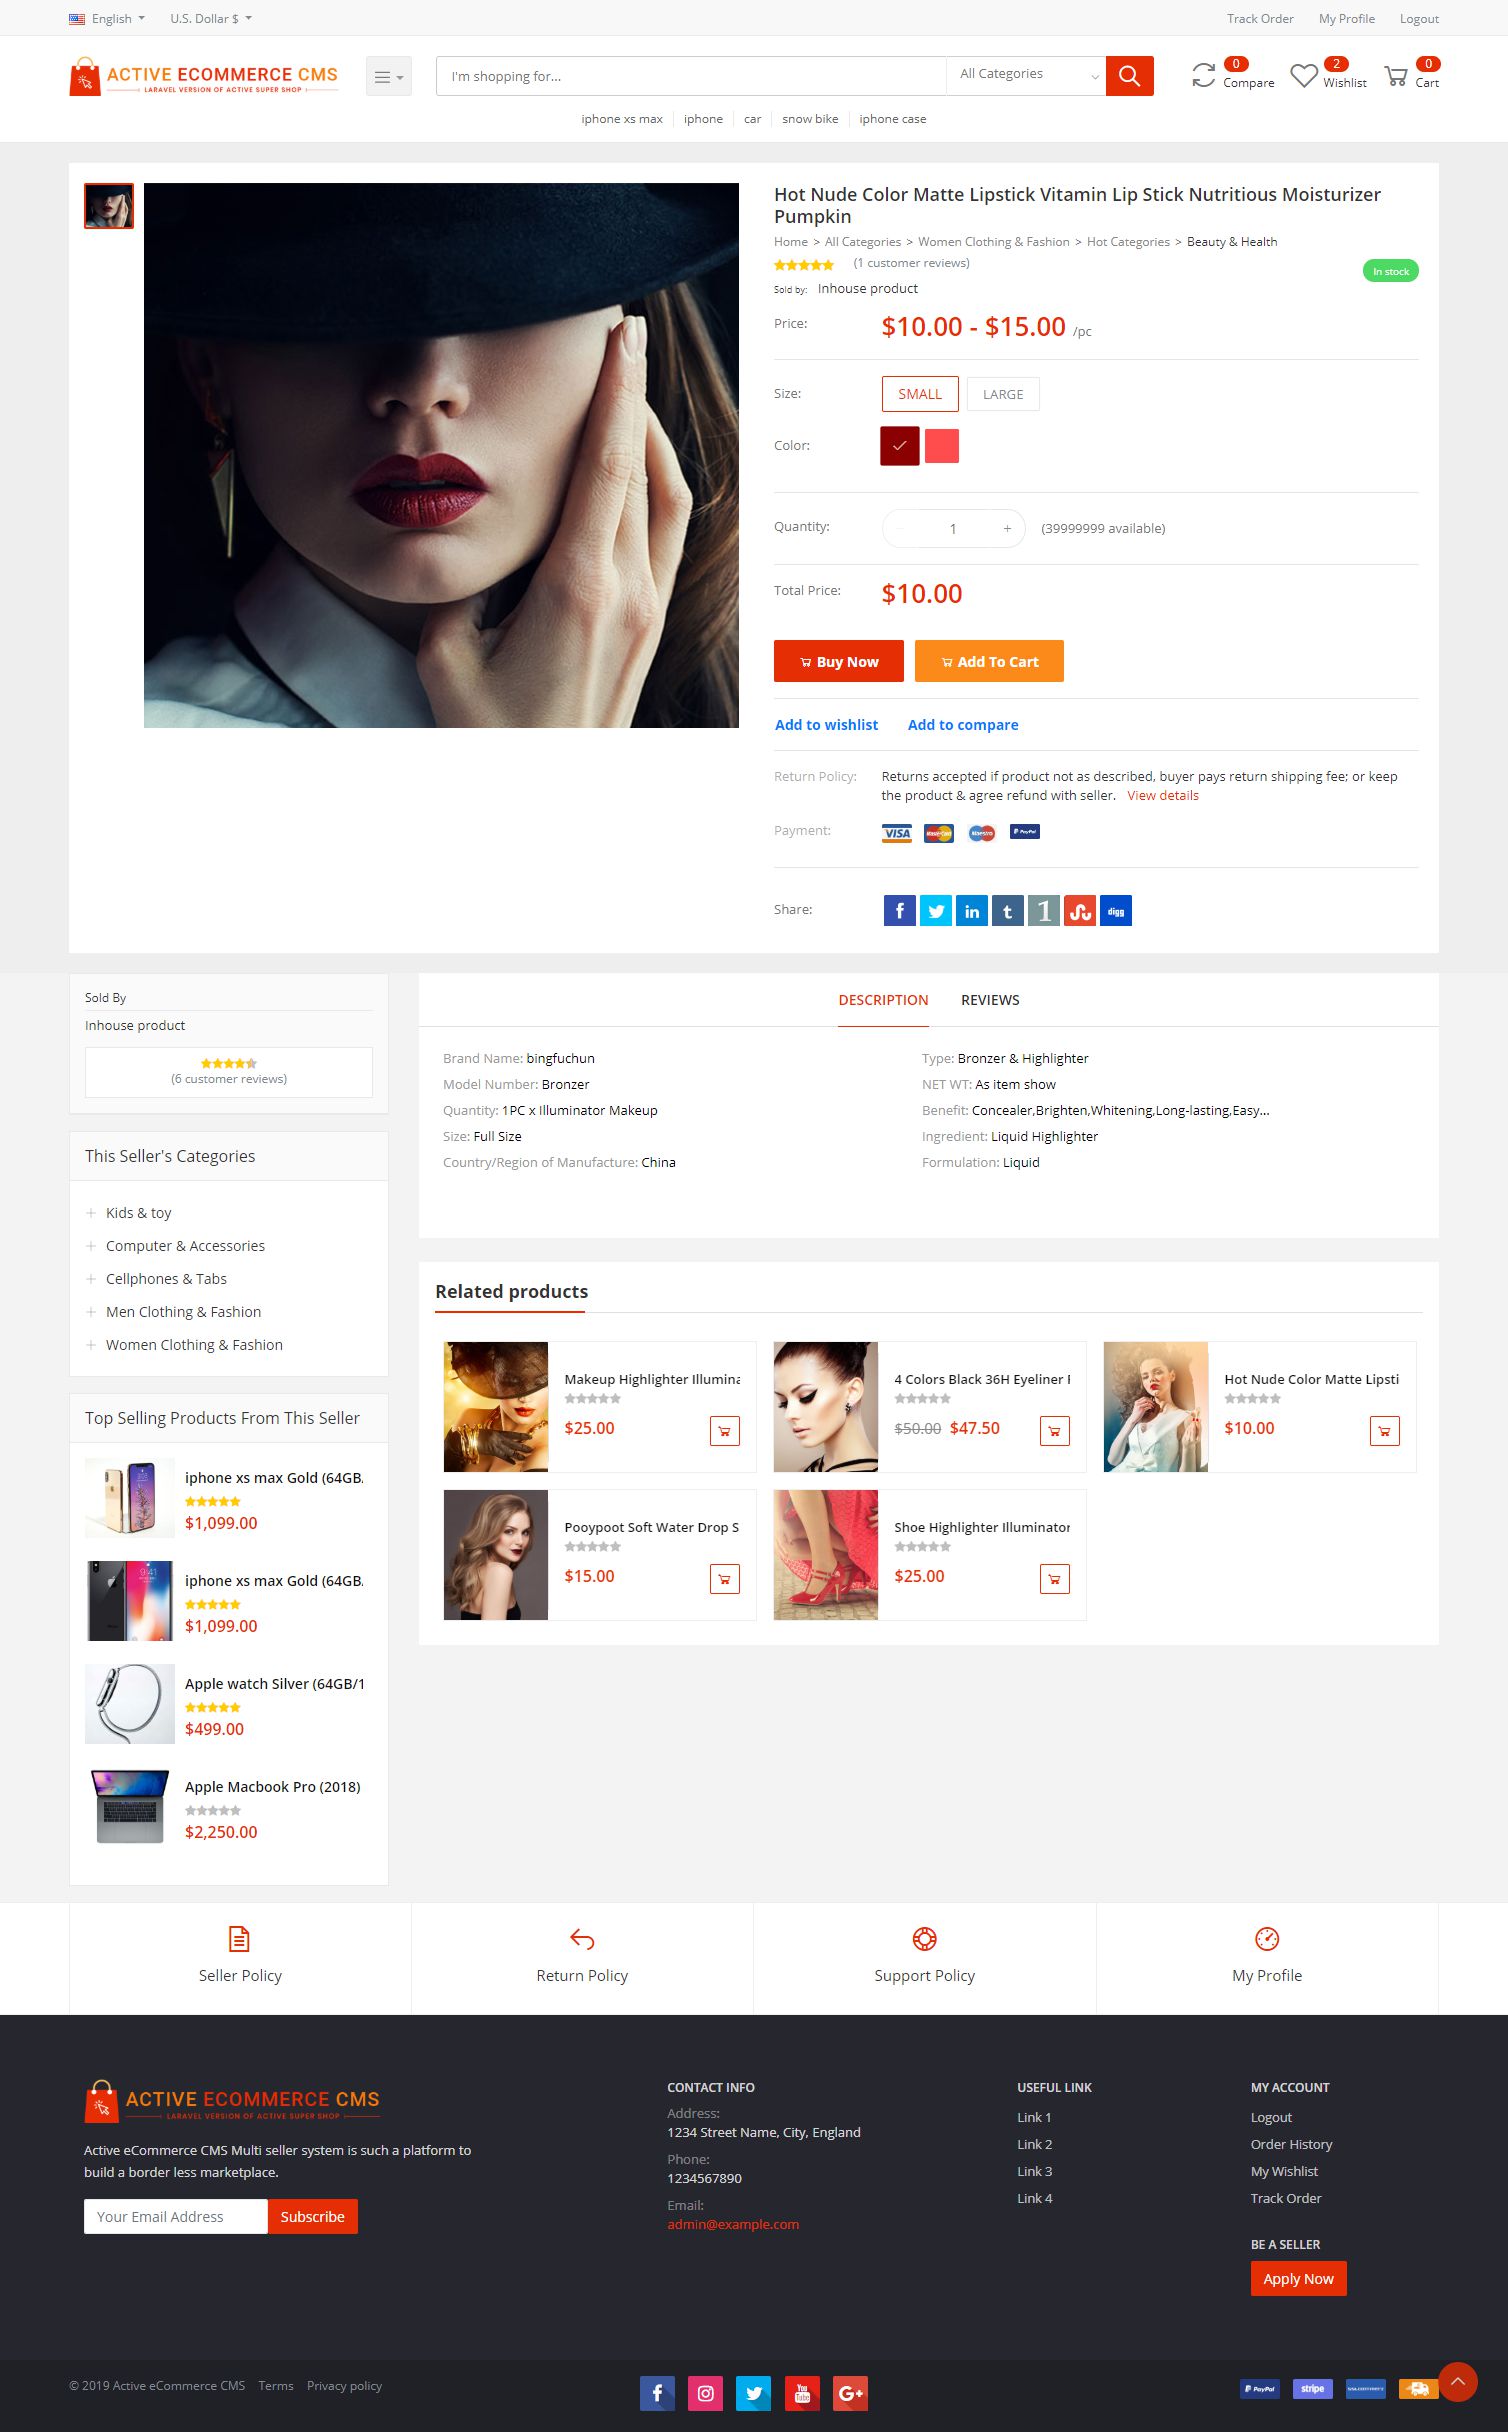 English
U.S. Dollar $
Track Order
My Profile
Logout
ACTIVE ECOMMERCE CMS
LARAVEL VERSION OF ACTIVE SUPER SHOP
I'm shopping for...
All Categories
0
Compare
2
Wishlist
0
Cart
iphone xs max
iphone
car
snow bike
iphone case
Hot Nude Color Matte Lipstick Vitamin Lip Stick Nutritious Moisturizer
Pumpkin
Home > All Categories > Women Clothing & Fashion > Hot Categories > Beauty & Health
(1 customer reviews)
In stock
Sold by: Inhouse product
Price: $10.00 - $15.00 /pc
Size: SMALL LARGE
Color:
Quantity: − 1 + (39999999 available)
Total Price: $10.00
Buy Now
Add To Cart
Add to wishlist
Add to compare
Return Policy: Returns accepted if product not as described, buyer pays return shipping fee; or keep
the product & agree refund with seller. View details
Payment: VISA MasterCard Maestro PayPal
Share: f in t 1 digg
Sold By
Inhouse product
(6 customer reviews)
This Seller's Categories
Kids & toy
Computer & Accessories
Cellphones & Tabs
Men Clothing & Fashion
Women Clothing & Fashion
Top Selling Products From This Seller
iphone xs max Gold (64GB
$1,099.00
iphone xs max Gold (64GB
$1,099.00
Apple watch Silver (64GB/1
$499.00
Apple Macbook Pro (2018)
$2,250.00
DESCRIPTION
REVIEWS
Brand Name: bingfuchun
Type: Bronzer & Highlighter
Model Number: Bronzer
NET WT: As item show
Quantity: 1PC x Illuminator Makeup
Benefit: Concealer,Brighten,Whitening,Long-lasting,Easy...
Size: Full Size
Ingredient: Liquid Highlighter
Country/Region of Manufacture: China
Formulation: Liquid
Related products
Makeup Highlighter Illumina
$25.00
4 Colors Black 36H Eyeliner
$50.00 $47.50
Hot Nude Color Matte Lipsti
$10.00
Pooypoot Soft Water Drop S
$15.00
Shoe Highlighter Illuminator
$25.00
Seller Policy
Return Policy
Support Policy
My Profile
ACTIVE ECOMMERCE CMS
LARAVEL VERSION OF ACTIVE SUPER SHOP
Active eCommerce CMS Multi seller system is such a platform to
build a border less marketplace.
Your Email Address
Subscribe
CONTACT INFO
Address:
1234 Street Name, City, England
Phone:
1234567890
Email:
admin@example.com
USEFUL LINK
Link 1
Link 2
Link 3
Link 4
MY ACCOUNT
Logout
Order History
My Wishlist
Track Order
BE A SELLER
Apply Now
© 2019 Active eCommerce CMS
Terms
Privacy policy
f
You Tube
G+
PayPal
stripe
SSLCOMMERZ